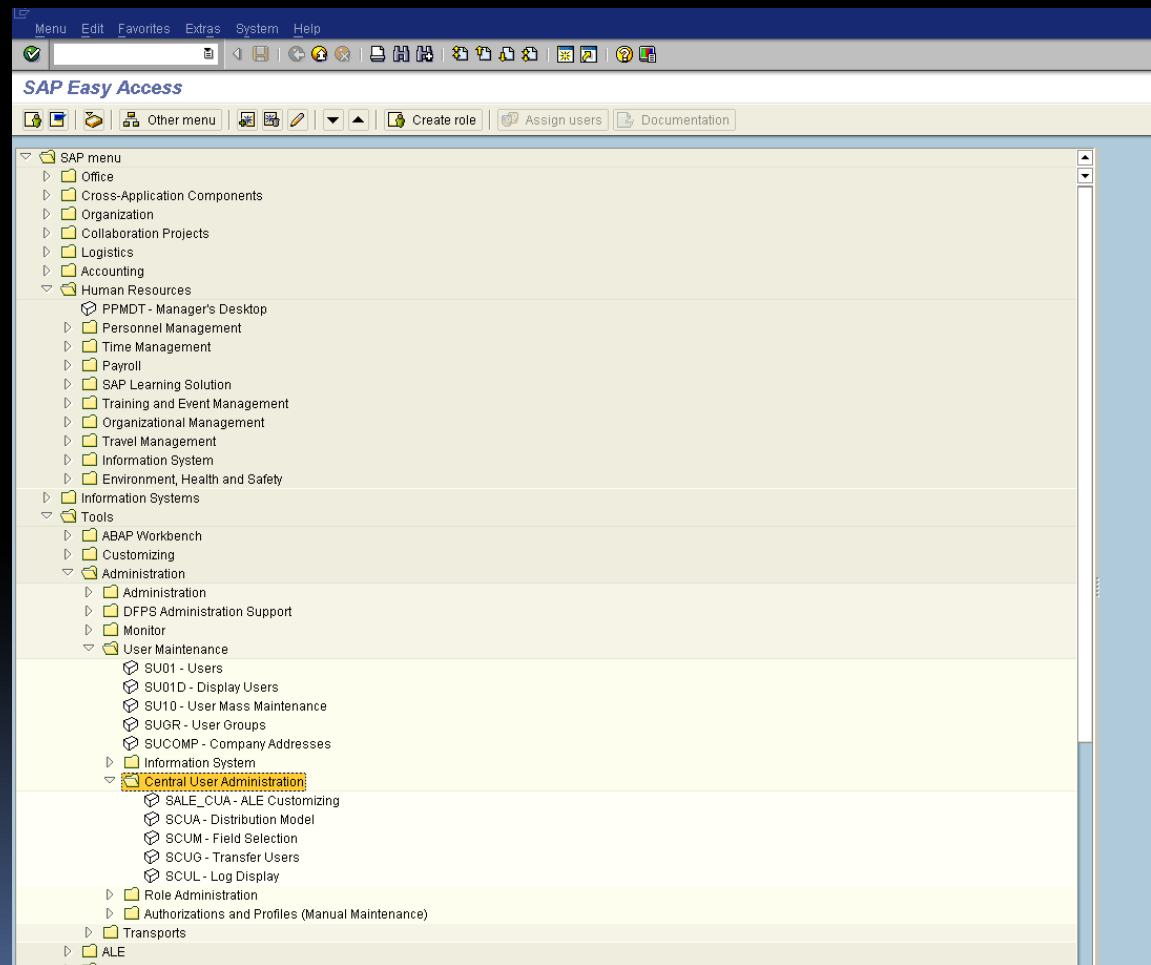 Menu Edit Favorites Extras System Help
SAP Easy Access
Other menu Create role Assign users Documentation
SAP menu
Office
Cross-Application Components
Organization
Collaboration Projects
Logistics
Accounting
Human Resources
PPMDT - Manager's Desktop
Personnel Management
Time Management
Payroll
SAP Learning Solution
Training and Event Management
Organizational Management
Travel Management
Information System
Environment, Health and Safety
Information Systems
Tools
ABAP Workbench
Customizing
Administration
Administration
DFPS Administration Support
Monitor
User Maintenance
SU01 - Users
SU01D - Display Users
SU10 - User Mass Maintenance
SUGR - User Groups
SUCOMP - Company Addresses
Information System
Central User Administration
SALE_CUA - ALE Customizing
SCUA - Distribution Model
SCUM - Field Selection
SCUG - Transfer Users
SCUL - Log Display
Role Administration
Authorizations and Profiles (Manual Maintenance)
Transports
ALE